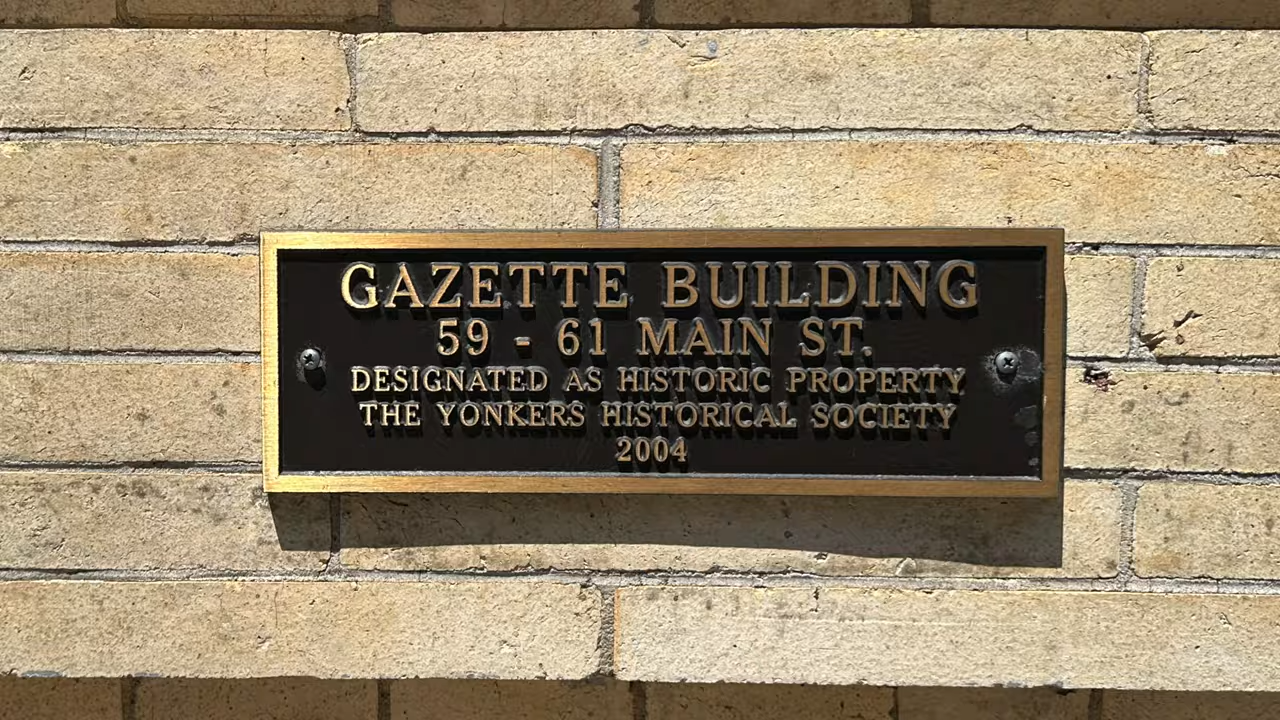 GAZETTE BUILDING
59 - 61 MAIN ST.
DESIGNATED AS HISTORIC PROPERTY
THE YONKERS HISTORICAL SOCIETY
2004